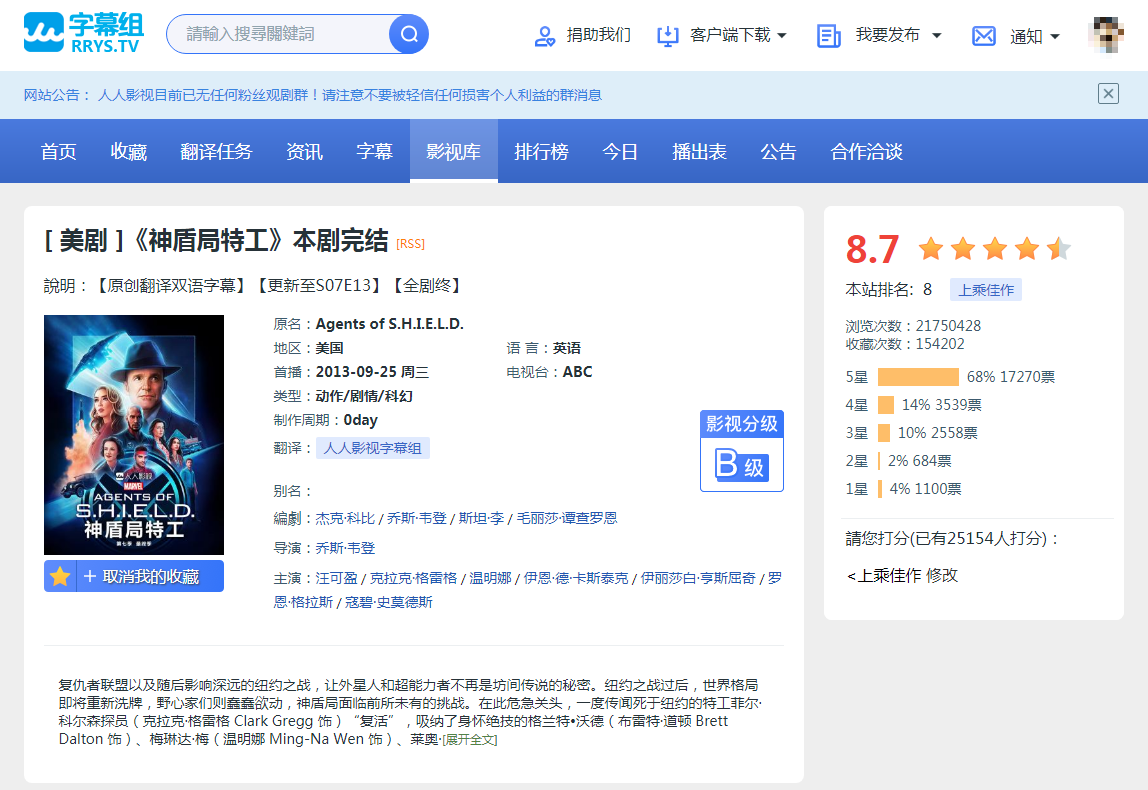 字幕组
RRYS.TV
請輸入搜尋關鍵詞
捐助我们
客户端下载
我要发布
通知
网站公告： 人人影视目前已无任何粉丝观剧群！请注意不要被轻信任何损害个人利益的群消息
首页 收藏 翻译任务 资讯 字幕 影视库 排行榜 今日 播出表 公告 合作洽谈
[ 美剧 ]《神盾局特工》本剧完结 [RSS]
說明：【原创翻译双语字幕】【更新至S07E13】【全剧终】
人人影视
MARVEL
AGENTS OF
S.H.I.E.L.D.
神盾局特工
取消我的收藏
原名：Agents of S.H.I.E.L.D.
地区：美国 语 言：英语
首播：2013-09-25 周三 电视台：ABC
类型：动作/剧情/科幻
制作周期：0day
翻译： 人人影视字幕组
影视分级
B 级
别名：
編劇：杰克·科比 / 乔斯·韦登 / 斯坦·李 / 毛丽莎·谭查罗恩
导演：乔斯·韦登
主演：汪可盈 / 克拉克·格雷格 / 温明娜 / 伊恩·德·卡斯泰克 / 伊丽莎白·亨斯屈奇 / 罗
恩·格拉斯 / 寇碧·史莫德斯
复仇者联盟以及随后影响深远的纽约之战，让外星人和超能力者不再是坊间传说的秘密。纽约之战过后，世界格局
即将重新洗牌，野心家们则蠢蠢欲动，神盾局面临前所未有的挑战。在此危急关头，一度传闻死于纽约的特工菲尔·
科尔森探员（克拉克·格雷格 Clark Gregg 饰）“复活”，吸纳了身怀绝技的格兰特•沃德（布雷特·道顿 Brett
Dalton 饰）、梅琳达·梅（温明娜 Ming-Na Wen 饰）、莱奥·[展开全文]
8.7
本站排名: 8 上乘佳作
浏览次数：21750428
收藏次数：154202
5星 68% 17270票
4星 14% 3539票
3星 10% 2558票
2星 2% 684票
1星 4% 1100票
請您打分(已有25154人打分)：
<上乘佳作 修改